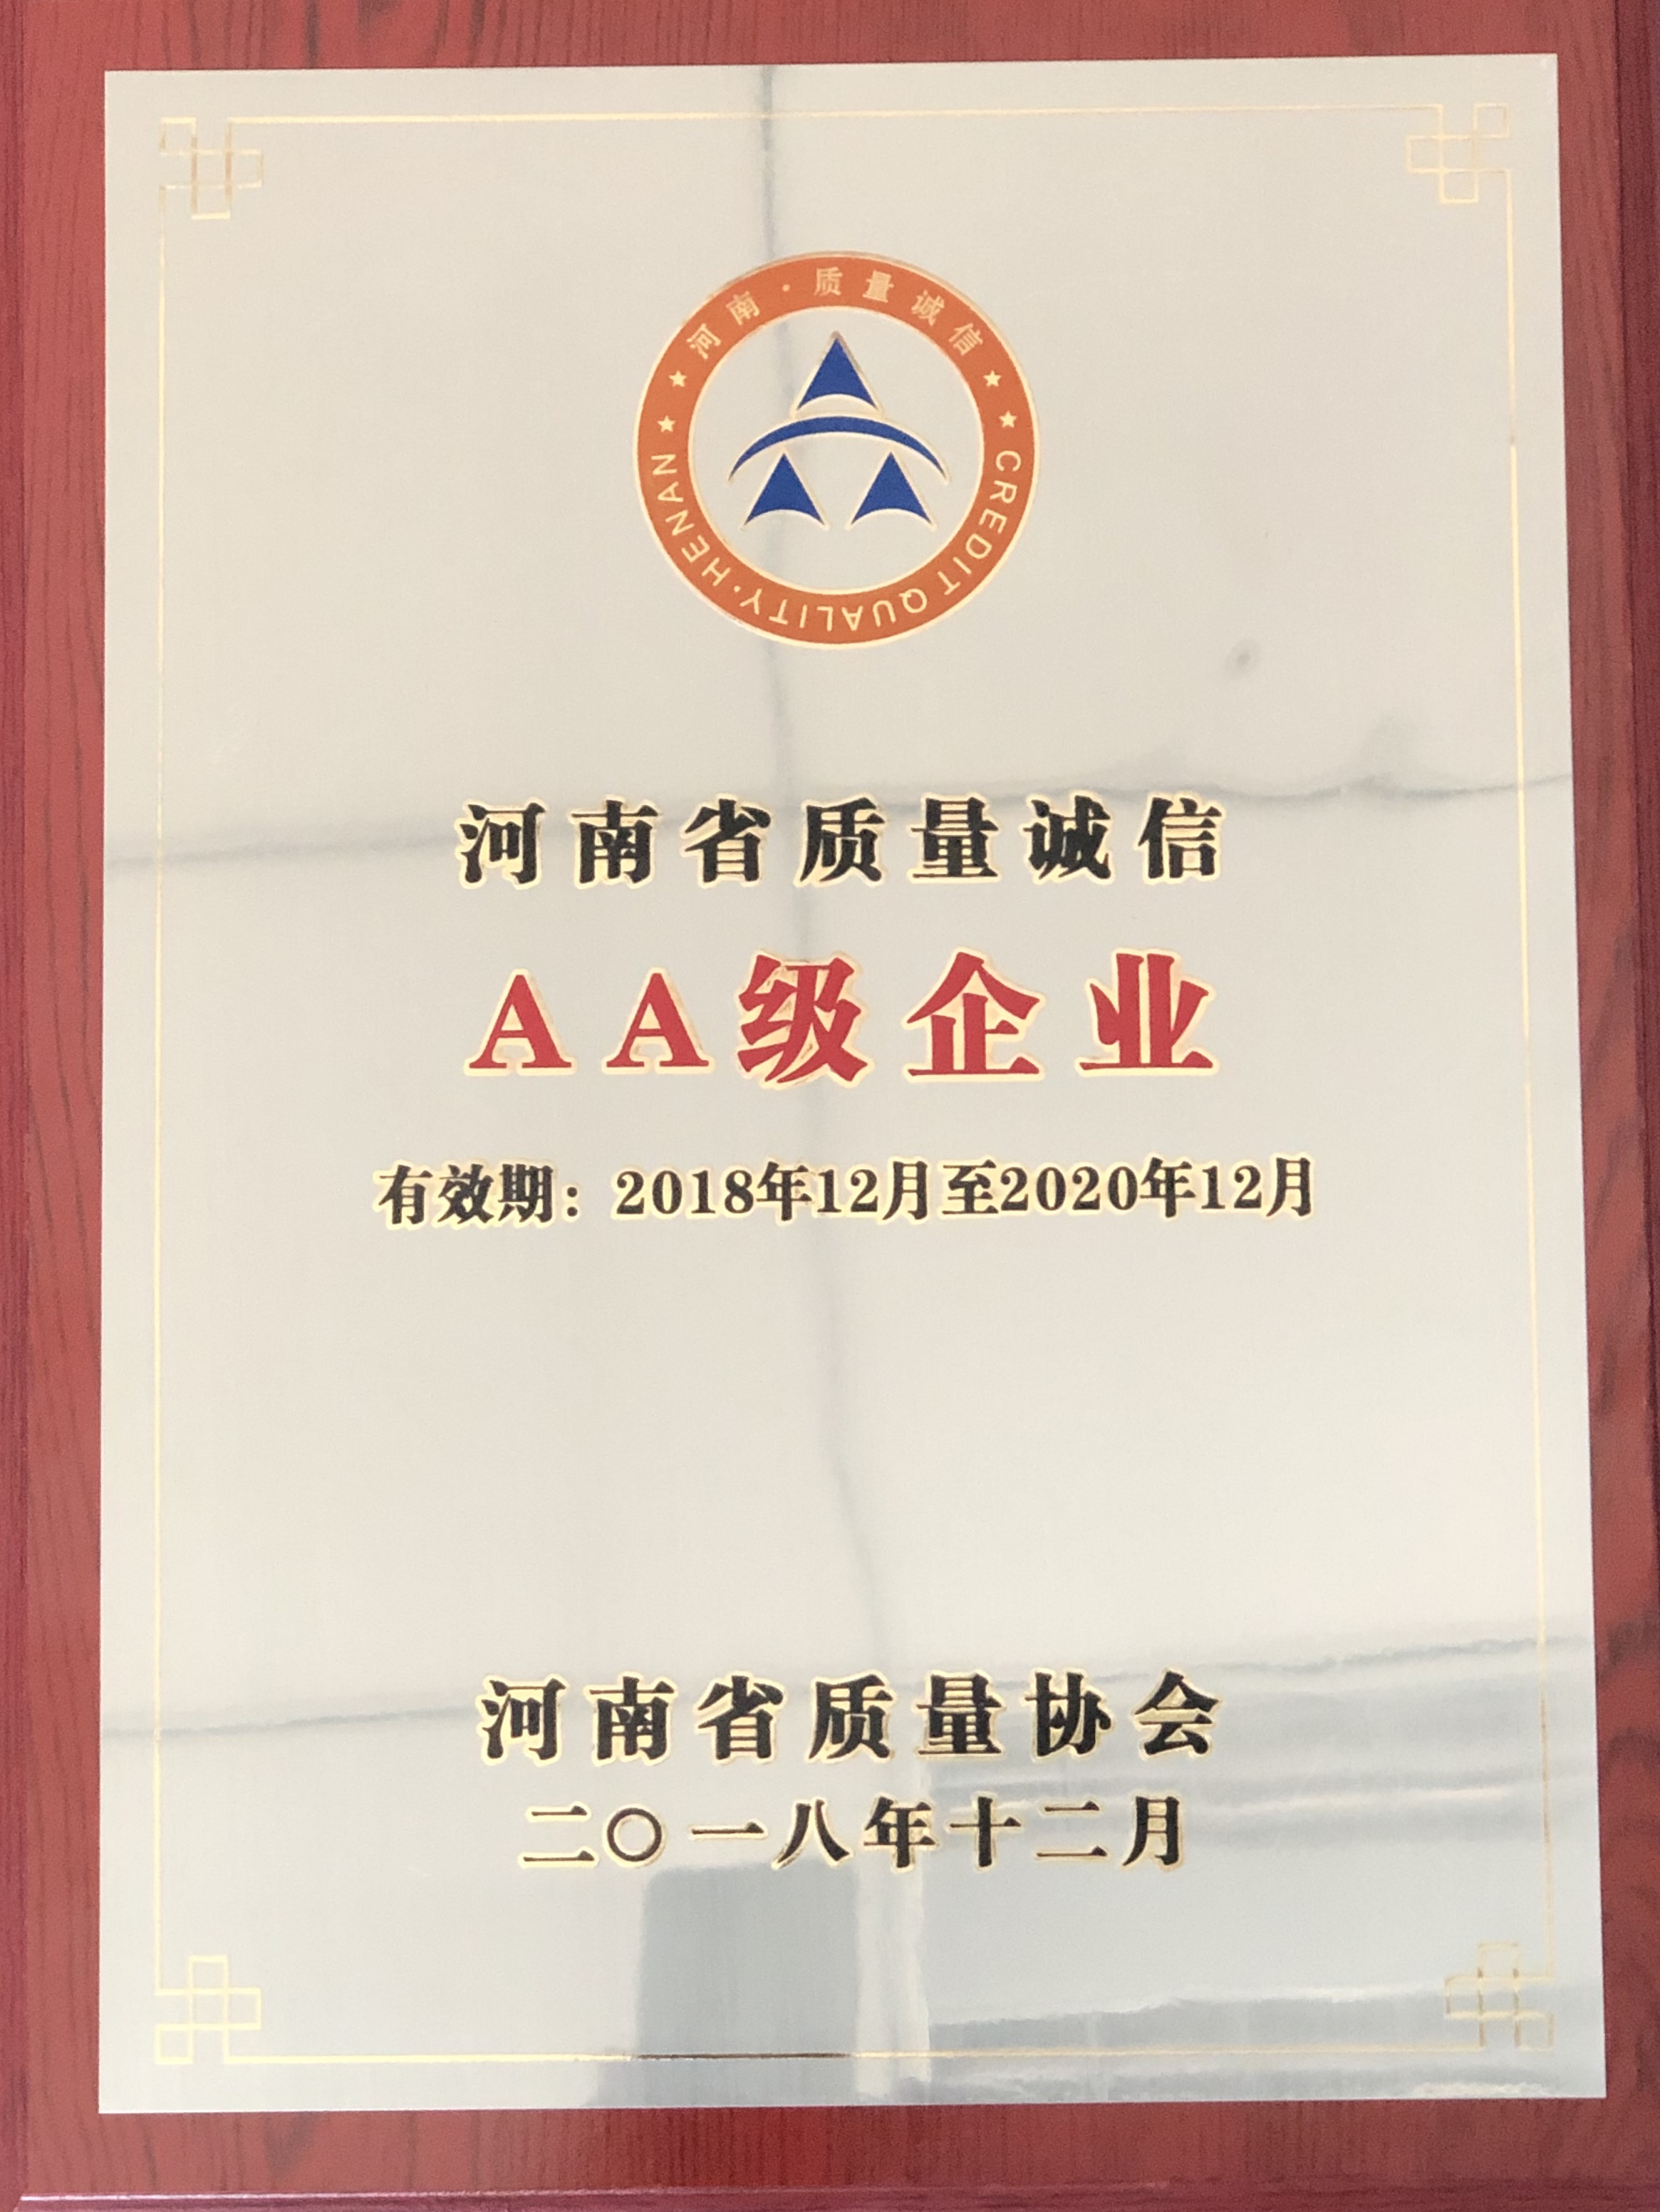 河南·质量诚信
CREDIT QUALITY·HENAN
河南省质量诚信
AA级企业
有效期：2018年12月至2020年12月
河南省质量协会
二〇一八年十二月